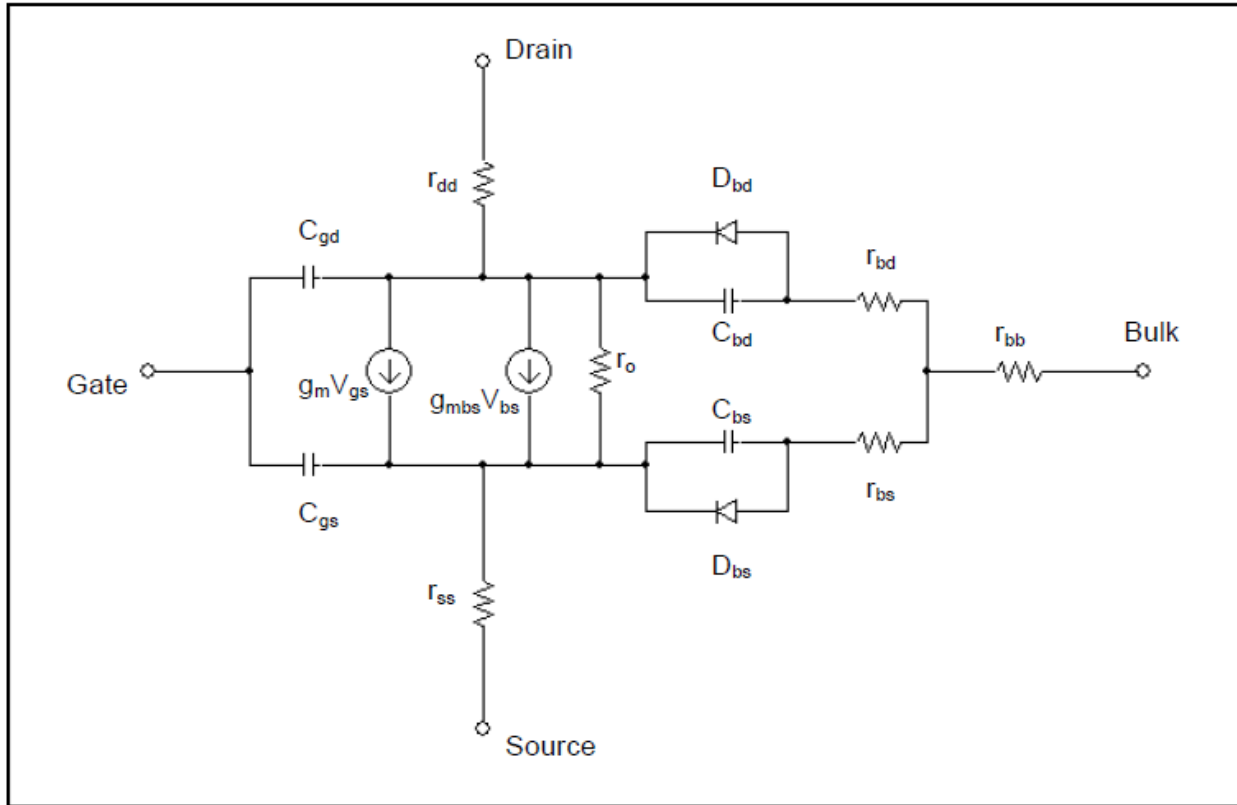 Drain
r_dd
D_bd
C_gd
r_bd
C_bd
r_bb
Bulk
Gate
g_mV_gs
g_mbsV_bs
r_o
C_bs
r_bs
C_gs
D_bs
r_ss
Source